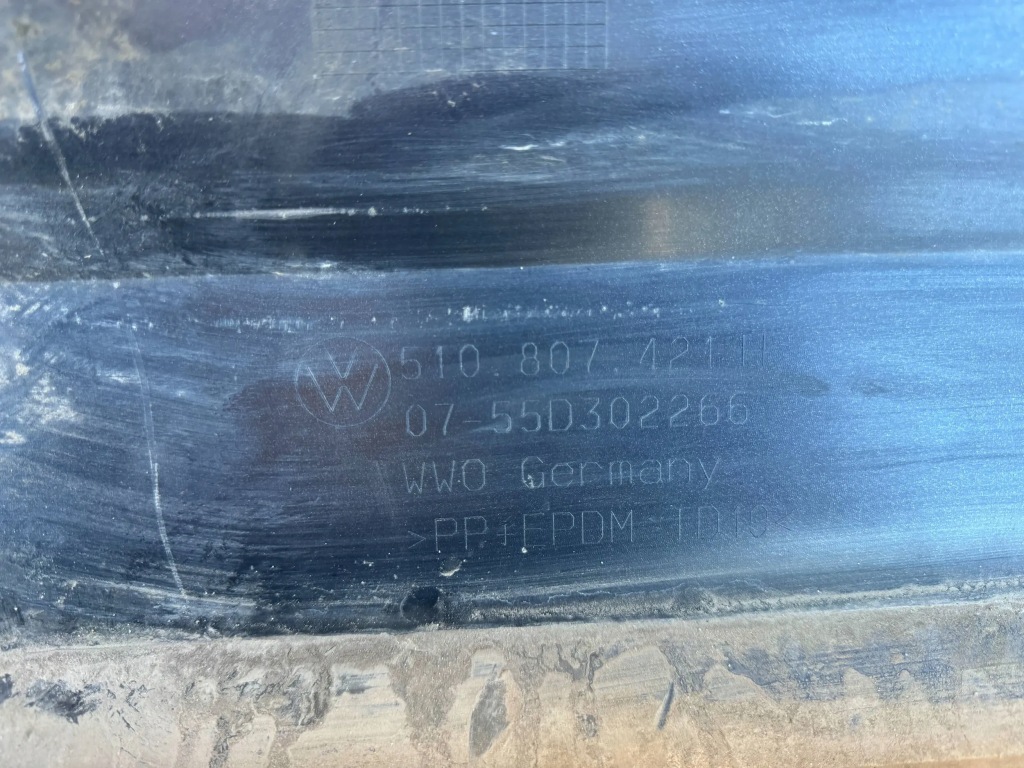 510.807.421
07-55D302266
WWO Germany
>PP+EPDM-TD10<